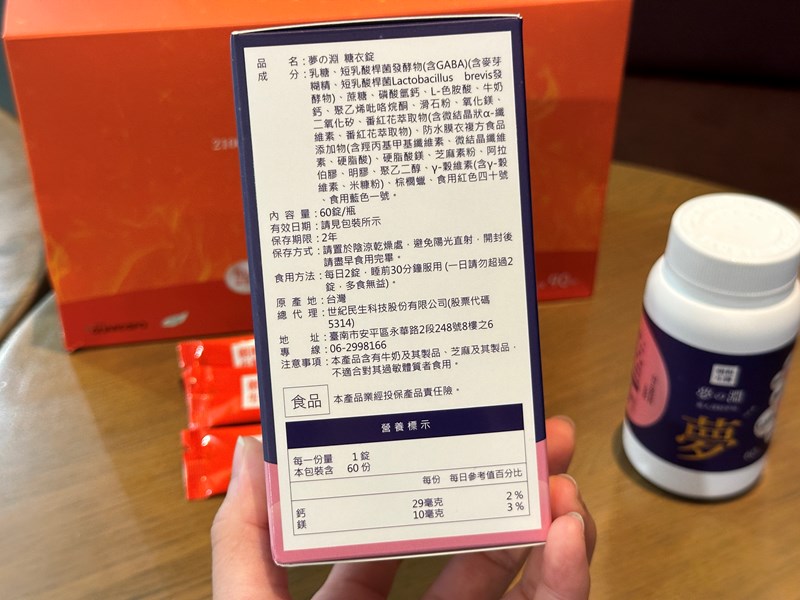 品　　名：夢の淵 糖衣錠
成　　分：乳糖、短乳酸桿菌發酵物(含GABA)(含麥芽
糊精、短乳酸桿菌Lactobacillus brevis發
酵物)、蔗糖、磷酸氫鈣、L-色胺酸、牛奶
鈣、聚乙烯吡咯烷酮、滑石粉、氧化鎂、
二氧化矽、番紅花萃取物(含微結晶狀α-纖
維素、番紅花萃取物)、防水膜衣複方食品
添加物(含羥丙基甲基纖維素、微結晶纖維
素、硬脂酸)、硬脂酸鎂、芝麻素粉、阿拉
伯膠、明膠、聚乙二醇、γ-穀維素(含γ-穀
維素、米糠粉)、棕櫚蠟、食用紅色四十號
、食用藍色一號。
內 容 量：60錠/瓶
有效日期：請見包裝所示
保存期限：2年
保存方式：請置於陰涼乾燥處，避免陽光直射，開封後
請盡早食用完畢。
食用方法：每日2錠，睡前30分鐘服用 (一日請勿超過2
錠，多食無益)。
原 產 地：台灣
總 代 理：世紀民生科技股份有限公司(股票代碼
5314)
地　　址：臺南市安平區永華路2段248號8樓之6
專　　線：06-2998166
注意事項：本產品含有牛奶及其製品、芝麻及其製品，
不適合對其過敏體質者食用。
食品 本產品業經投保產品責任險。
營養標示
每一份量　1 錠
本包裝含　60 份
每份　每日參考值百分比
鈣　29毫克　2 %
鎂　10毫克　3 %
夢の淵
夢